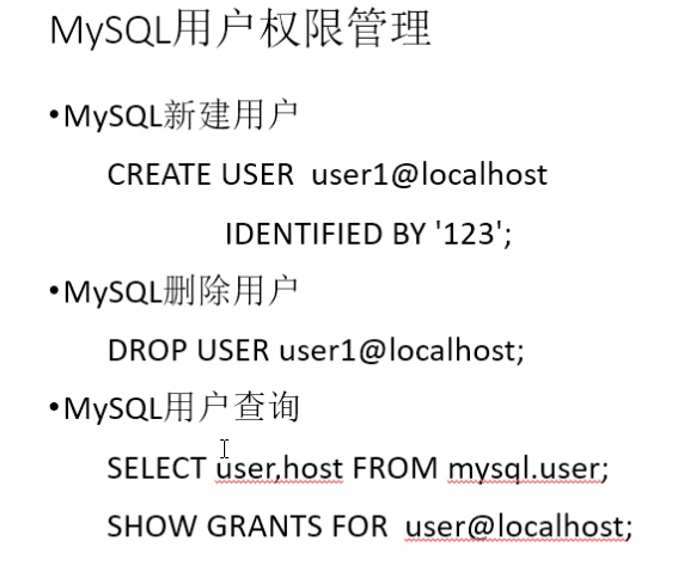 MySQL用户权限管理
•MySQL新建用户
CREATE USER  user1@localhost
IDENTIFIED BY '123';
•MySQL删除用户
DROP USER user1@localhost;
•MySQL用户查询
SELECT user,host FROM mysql.user;
SHOW GRANTS FOR  user@localhost;